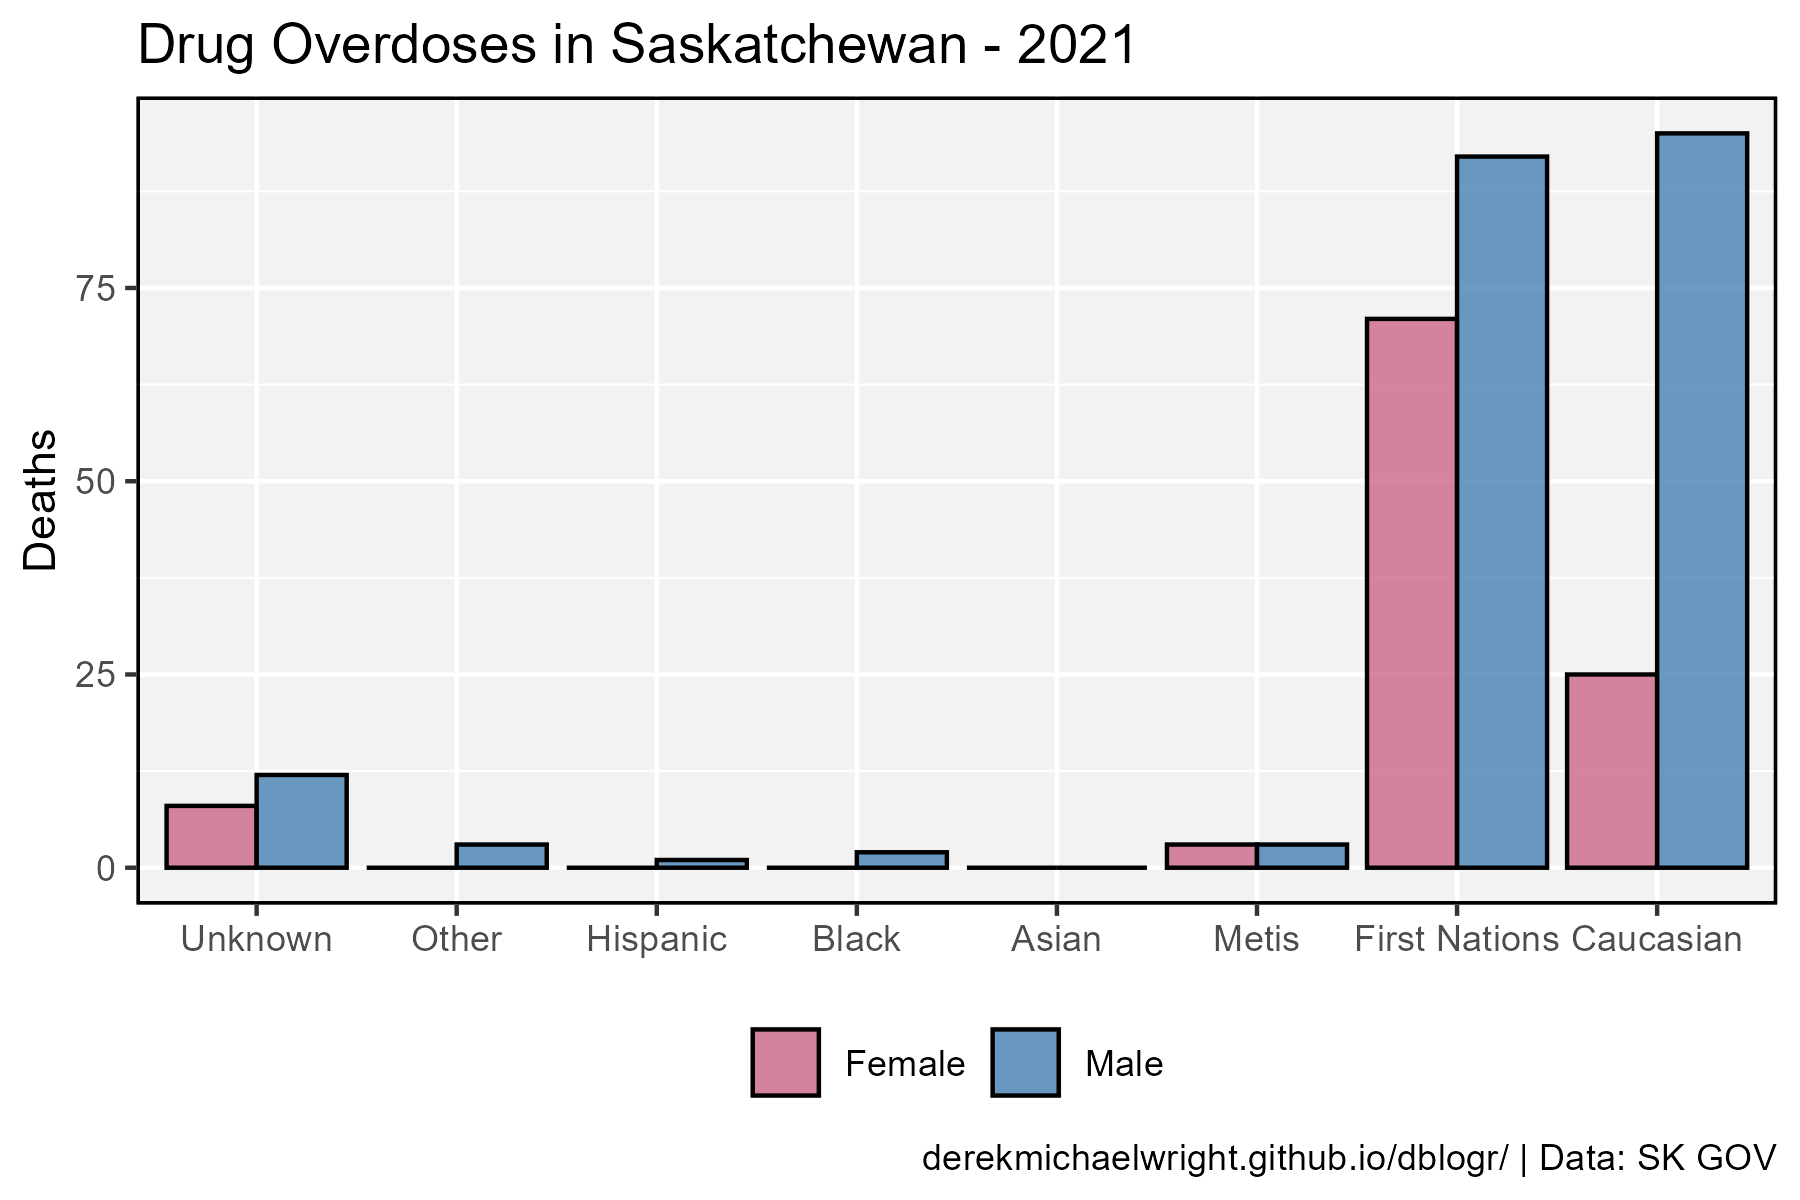 Drug Overdoses in Saskatchewan - 2021
Deaths
75
50
25
0
Unknown Other Hispanic Black Asian Metis First Nations Caucasian
Female Male
derekmichaelwright.github.io/dblogr/ | Data: SK GOV